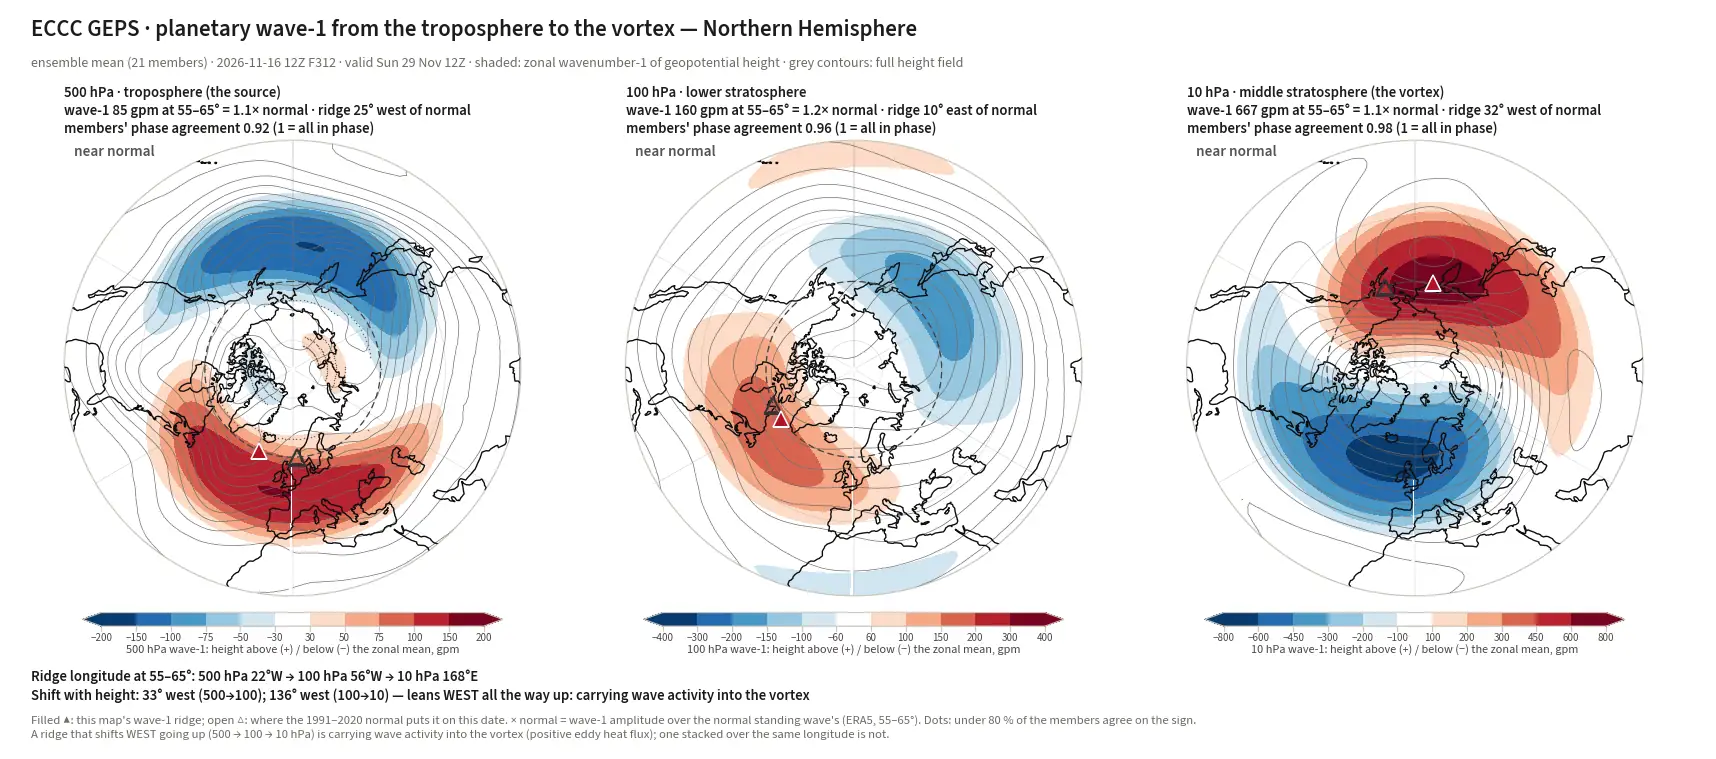 ECCC GEPS · planetary wave-1 from the troposphere to the vortex — Northern Hemisphere
ensemble mean (21 members) · 2026-11-16 12Z F312 · valid Sun 29 Nov 12Z · shaded: zonal wavenumber-1 of geopotential height · grey contours: full height field
500 hPa · troposphere (the source)
wave-1 85 gpm at 55–65° = 1.1× normal · ridge 25° west of normal
members' phase agreement 0.92 (1 = all in phase)
near normal
100 hPa · lower stratosphere
wave-1 160 gpm at 55–65° = 1.2× normal · ridge 10° east of normal
members' phase agreement 0.96 (1 = all in phase)
near normal
10 hPa · middle stratosphere (the vortex)
wave-1 667 gpm at 55–65° = 1.1× normal · ridge 32° west of normal
members' phase agreement 0.98 (1 = all in phase)
near normal
−200 −150 −100 −75 −50 −30 30 50 75 100 150 200
500 hPa wave-1: height above (+) / below (−) the zonal mean, gpm
−400 −300 −200 −150 −100 −60 60 100 150 200 300 400
100 hPa wave-1: height above (+) / below (−) the zonal mean, gpm
−800 −600 −450 −300 −200 −100 100 200 300 450 600 800
10 hPa wave-1: height above (+) / below (−) the zonal mean, gpm
Ridge longitude at 55–65°: 500 hPa 22°W → 100 hPa 56°W → 10 hPa 168°E
Shift with height: 33° west (500→100); 136° west (100→10) — leans WEST all the way up: carrying wave activity into the vortex
Filled ▲: this map's wave-1 ridge; open △: where the 1991–2020 normal puts it on this date. × normal = wave-1 amplitude over the normal standing wave's (ERA5, 55–65°). Dots: under 80 % of the members agree on the sign.
A ridge that shifts WEST going up (500 → 100 → 10 hPa) is carrying wave activity into the vortex (positive eddy heat flux); one stacked over the same longitude is not.